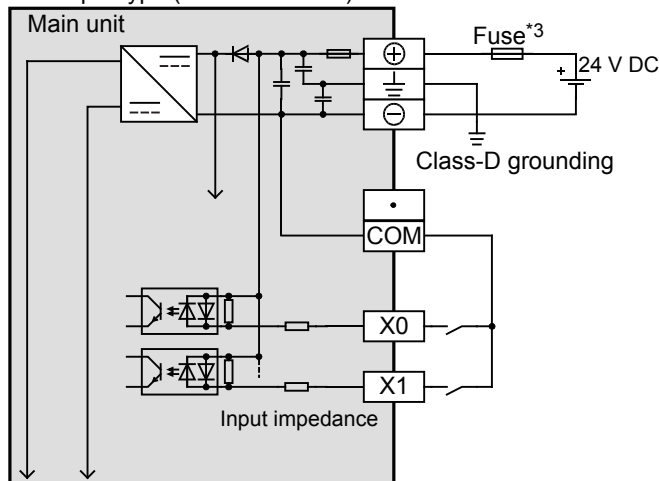 Main unit
Fuse*3
+
24 V DC
Class-D grounding
COM
X0
X1
Input impedance